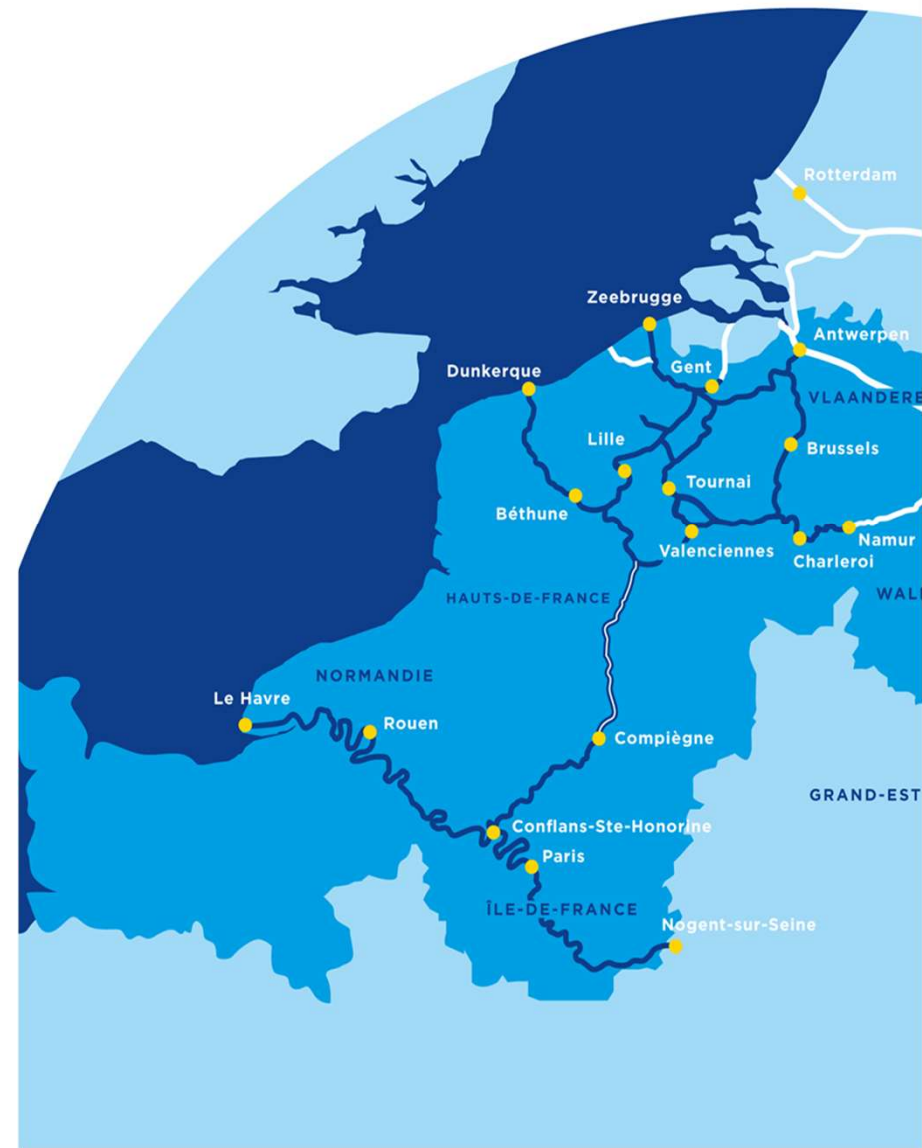 Rotterdam
Zeebrugge
Antwerpen
Gent
Dunkerque
VLAANDERE
Lille
Brussels
Tournai
Béthune
Valenciennes
Namur
Charleroi
HAUTS-DE-FRANCE
WAL
NORMANDIE
Le Havre
Rouen
Compiègne
GRAND-EST
Conflans-Ste-Honorine
Paris
ÎLE-DE-FRANCE
Nogent-sur-Seine